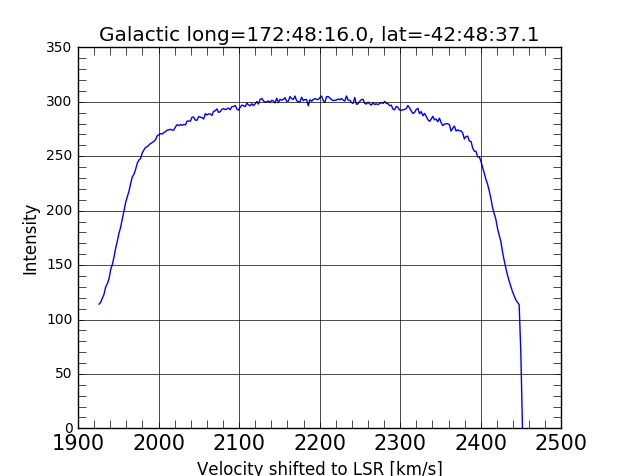 Galactic long=172:48:16.0, lat=-42:48:37.1
350
300
250
200
150
100
50
0
Intensity
1900 2000 2100 2200 2300 2400 2500
Velocity shifted to LSR [km/s]